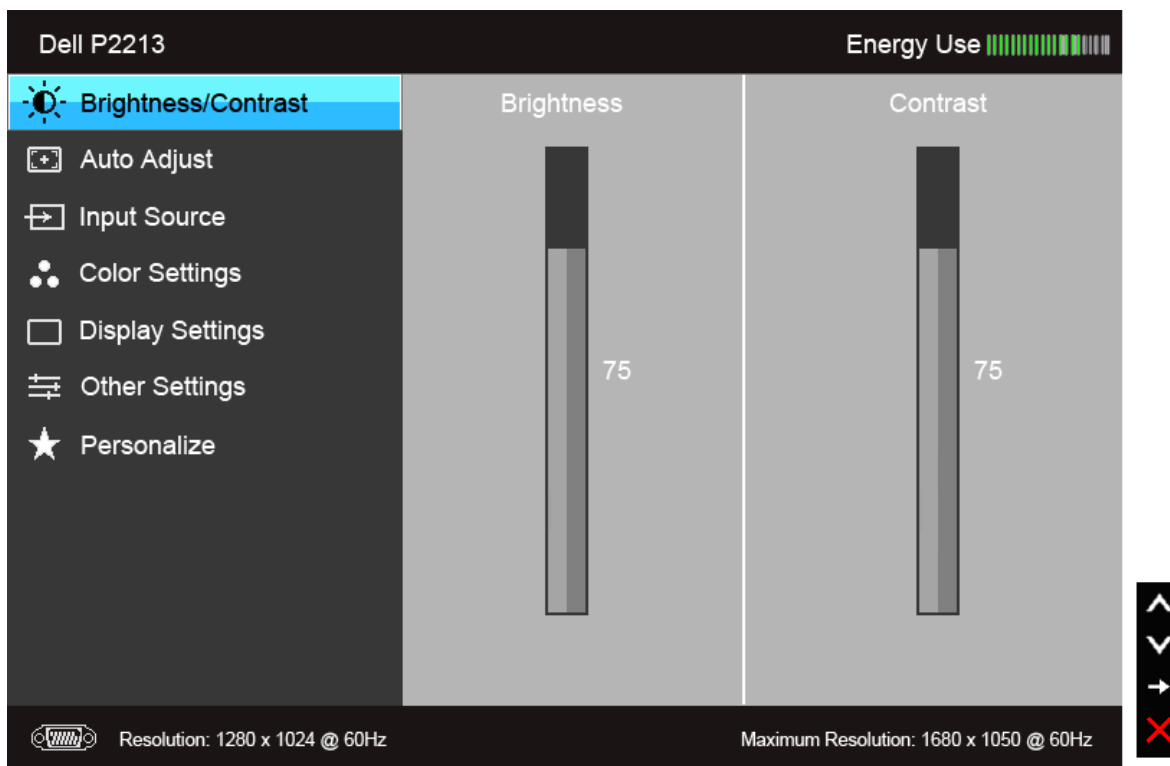 Dell P2213
Energy Use
Brightness/Contrast
Brightness
Contrast
Auto Adjust
Input Source
Color Settings
Display Settings
75
75
Other Settings
Personalize
Resolution: 1280 x 1024 @ 60Hz
Maximum Resolution: 1680 x 1050 @ 60Hz